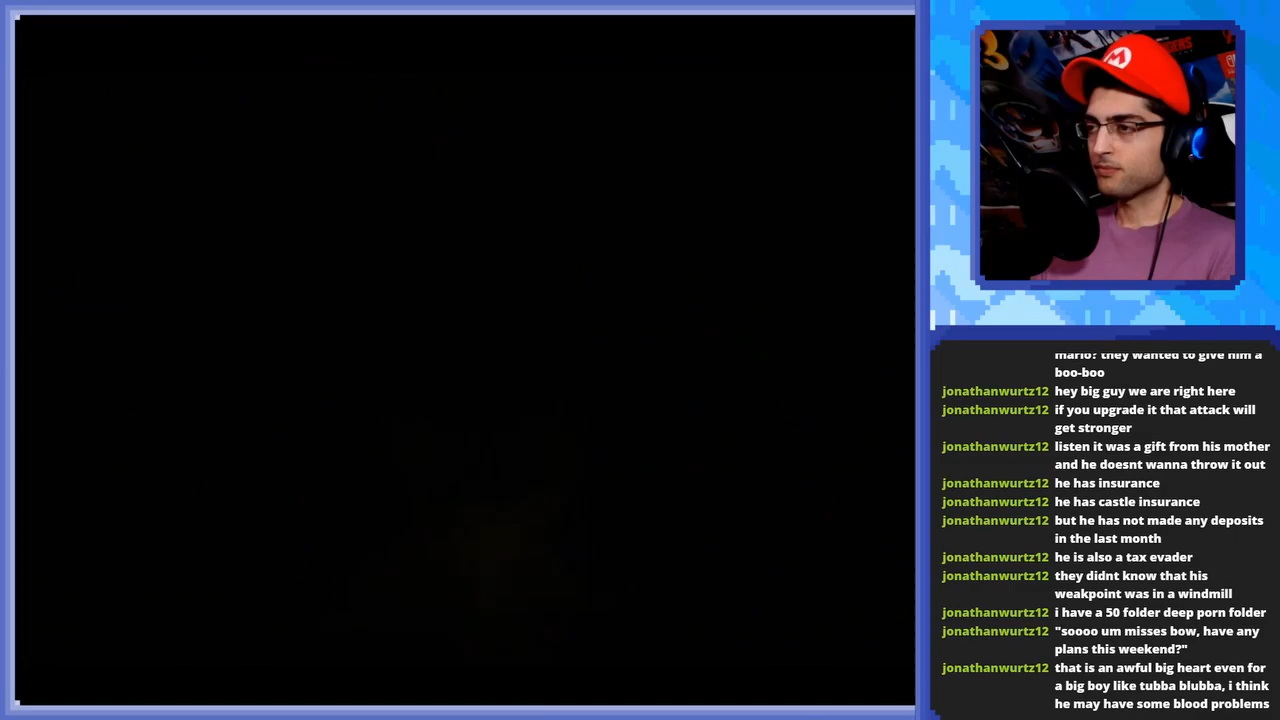 M
mario? they wanted to give him a
boo-boo
jonathanwurtz12 hey big guy we are right here
jonathanwurtz12 if you upgrade it that attack will
get stronger
jonathanwurtz12 listen it was a gift from his mother
and he doesnt wanna throw it out
jonathanwurtz12 he has insurance
jonathanwurtz12 he has castle insurance
jonathanwurtz12 but he has not made any deposits
in the last month
jonathanwurtz12 he is also a tax evader
jonathanwurtz12 they didnt know that his
weakpoint was in a windmill
jonathanwurtz12 i have a 50 folder deep porn folder
jonathanwurtz12 "soooo um misses bow, have any
plans this weekend?"
jonathanwurtz12 that is an awful big heart even for
a big boy like tubba blubba, i think
he may have some blood problems